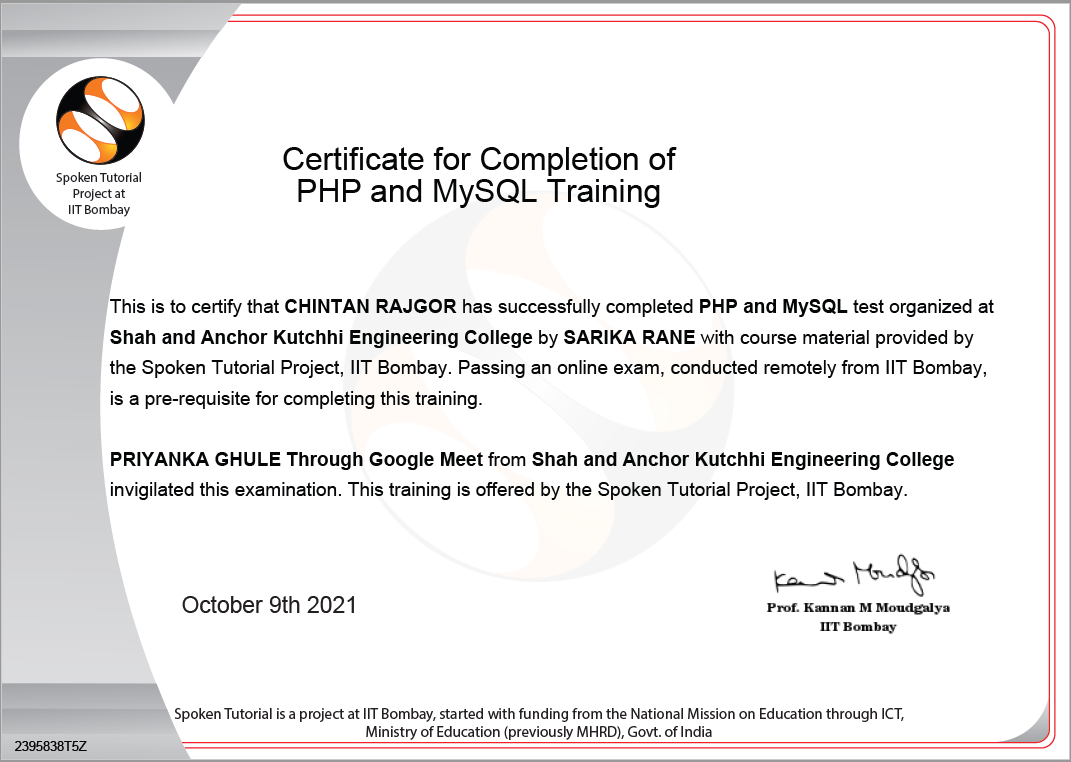 Spoken Tutorial
Project at
IIT Bombay
Certificate for Completion of
PHP and MySQL Training
This is to certify that CHINTAN RAJGOR has successfully completed PHP and MySQL test organized at
Shah and Anchor Kutchhi Engineering College by SARIKA RANE with course material provided by
the Spoken Tutorial Project, IIT Bombay. Passing an online exam, conducted remotely from IIT Bombay,
is a pre-requisite for completing this training.
PRIYANKA GHULE Through Google Meet from Shah and Anchor Kutchhi Engineering College
invigilated this examination. This training is offered by the Spoken Tutorial Project, IIT Bombay.
October 9th 2021
Prof. Kannan M Moudgalya
IIT Bombay
Spoken Tutorial is a project at IIT Bombay, started with funding from the National Mission on Education through ICT,
Ministry of Education (previously MHRD), Govt. of India
2395838T5Z